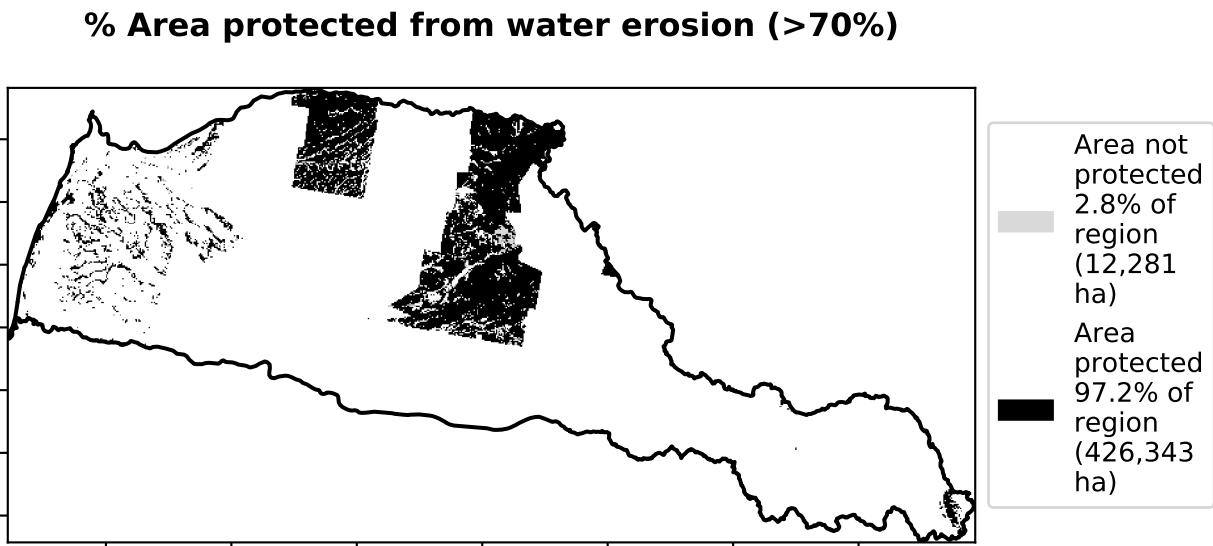 % Area protected from water erosion (>70%)
Area not
protected
2.8% of
region
(12,281
ha)
Area
protected
97.2% of
region
(426,343
ha)